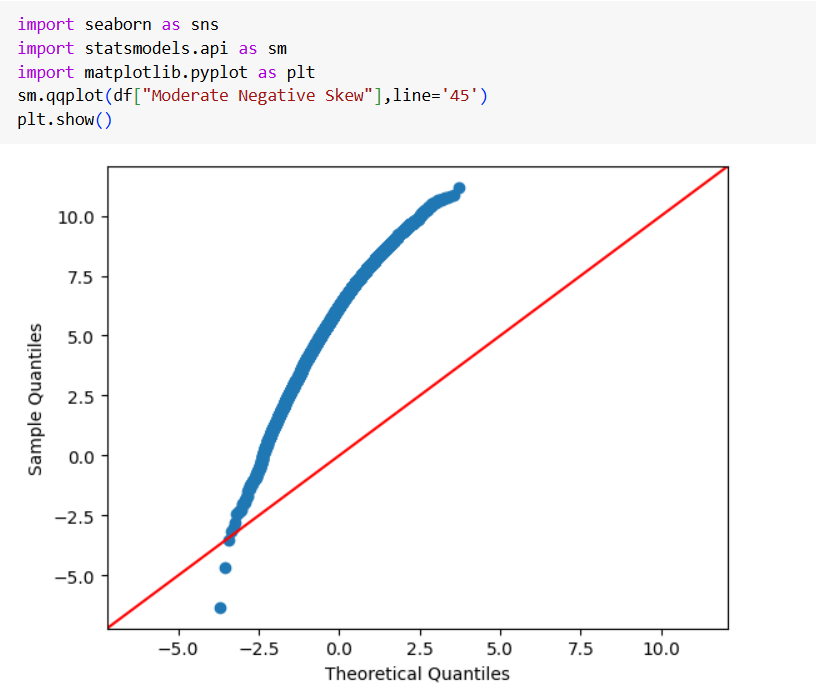 import seaborn as sns
import statsmodels.api as sm
import matplotlib.pyplot as plt
sm.qqplot(df["Moderate Negative Skew"],line='45')
plt.show()
10.0
7.5
5.0
2.5
0.0
−2.5
−5.0
Sample Quantiles
−5.0 −2.5 0.0 2.5 5.0 7.5 10.0
Theoretical Quantiles